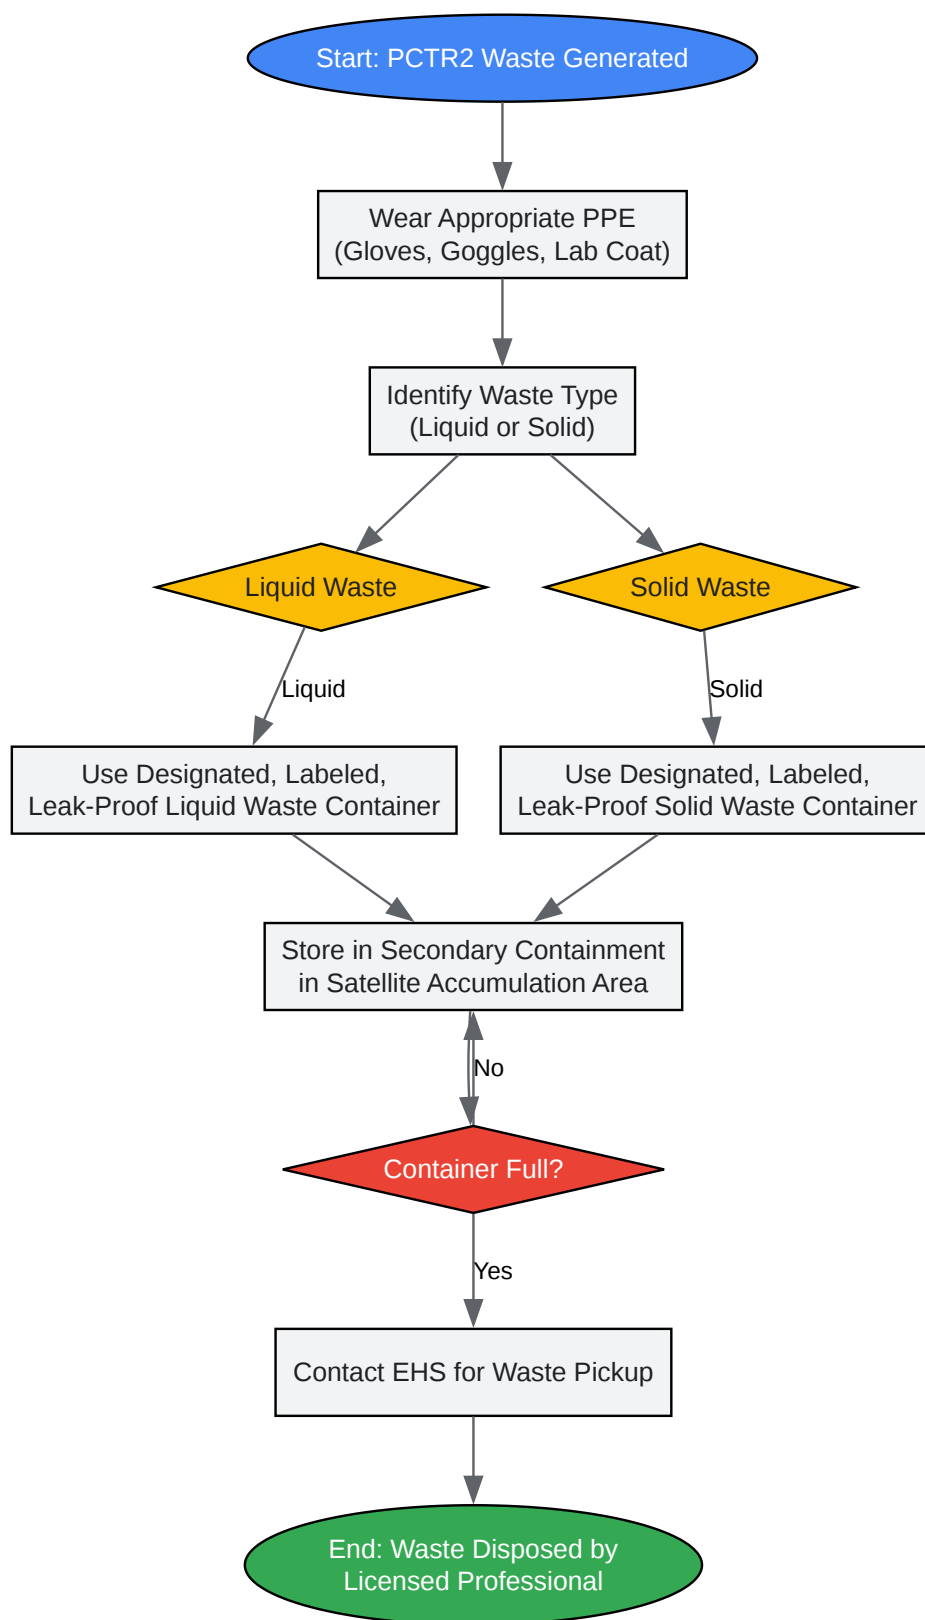 Start: PCTR2 Waste Generated
Wear Appropriate PPE
(Gloves, Goggles, Lab Coat)
Identify Waste Type
(Liquid or Solid)
Liquid Waste
Solid Waste
Liquid
Solid
Use Designated, Labeled,
Leak-Proof Liquid Waste Container
Use Designated, Labeled,
Leak-Proof Solid Waste Container
Store in Secondary Containment
in Satellite Accumulation Area
No
Container Full?
Yes
Contact EHS for Waste Pickup
End: Waste Disposed by
Licensed Professional